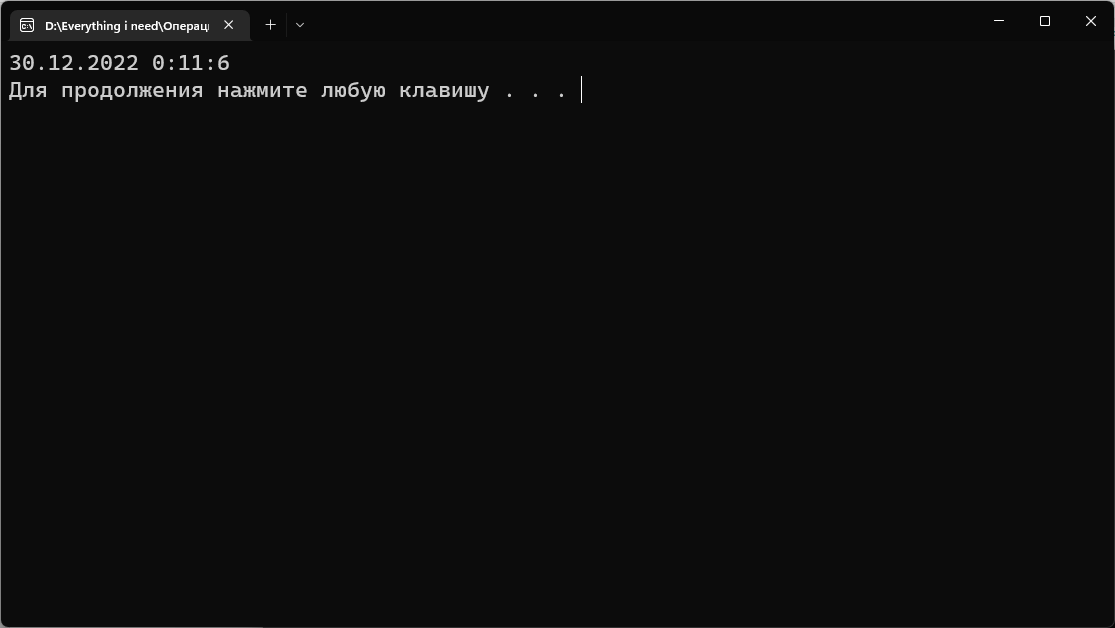 D:\Everything i need\Операц
30.12.2022 0:11:6
Для продолжения нажмите любую клавишу . . .